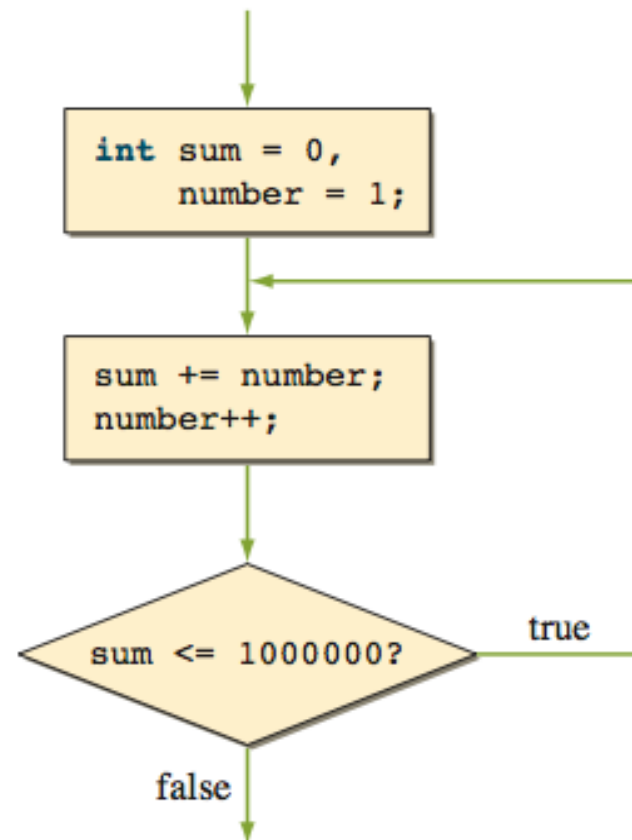 int sum = 0,
number = 1;
sum += number;
number++;
sum <= 1000000?
true
false